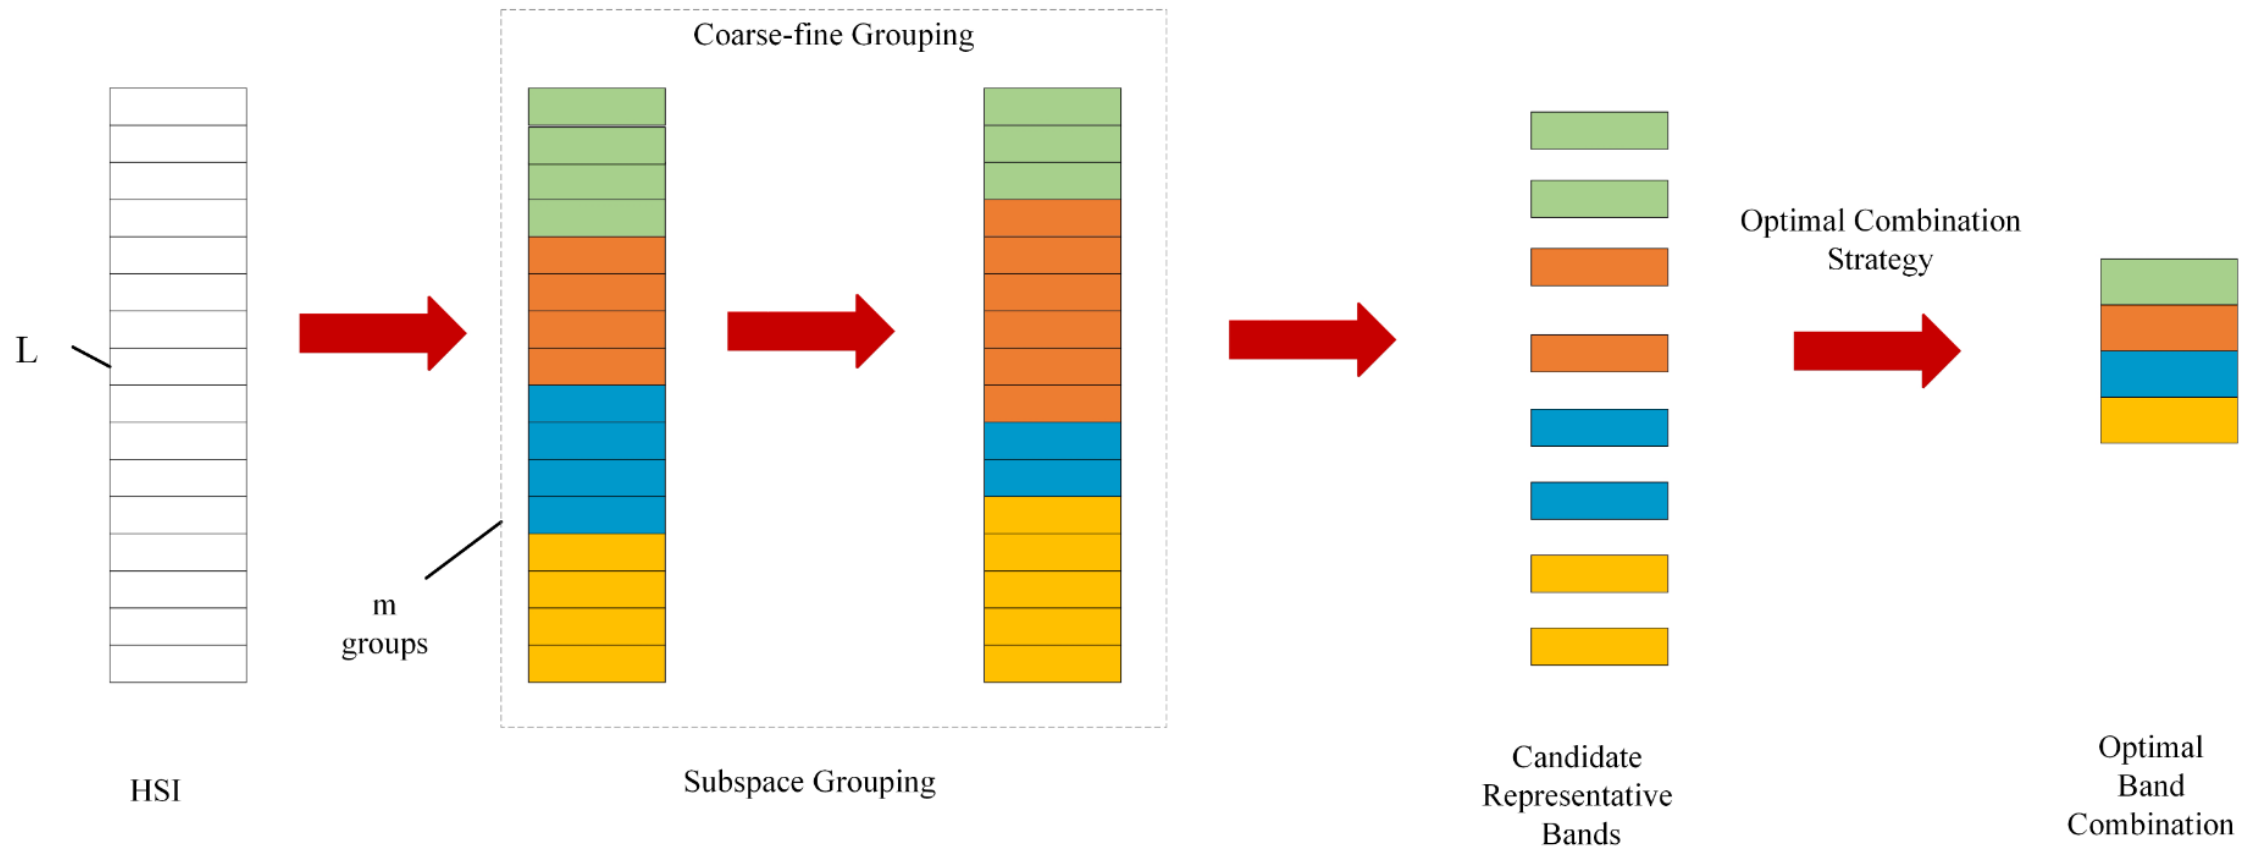 Coarse-fine Grouping
L
m
groups
Optimal Combination
Strategy
HSI
Subspace Grouping
Candidate
Representative
Bands
Optimal
Band
Combination